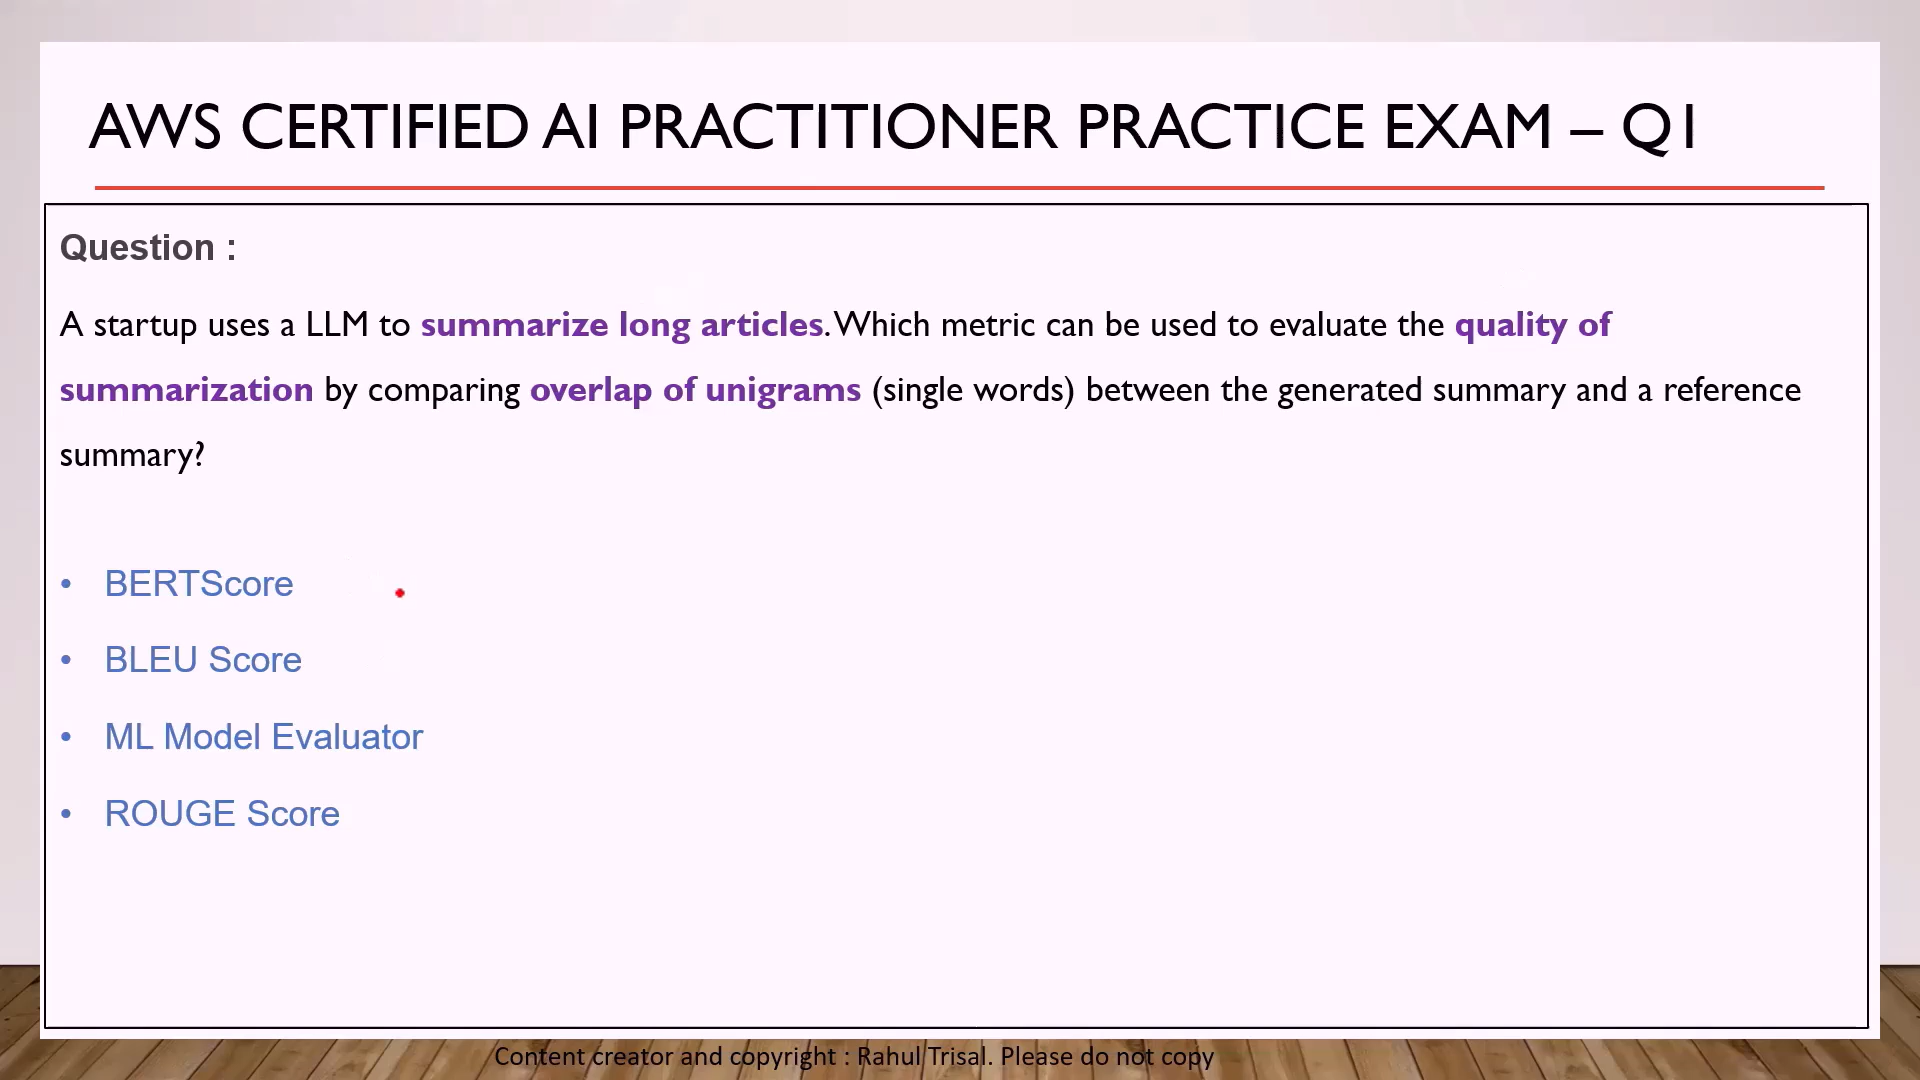 AWS CERTIFIED AI PRACTITIONER PRACTICE EXAM – Q1
Question :
A startup uses a LLM to summarize long articles. Which metric can be used to evaluate the quality of
summarization by comparing overlap of unigrams (single words) between the generated summary and a reference
summary?
• BERTScore
• BLEU Score
• ML Model Evaluator
• ROUGE Score
Content creator and copyright : Rahul Trisal. Please do not copy